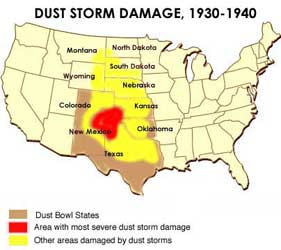 DUST STORM DAMAGE, 1930-1940
Montana
North Dakota
South Dakota
Wyoming
Nebraska
Colorado
Kansas
New Mexico
Oklahoma
Texas
Dust Bowl States
Area with most severe dust storm damage
Other areas damaged by dust storms